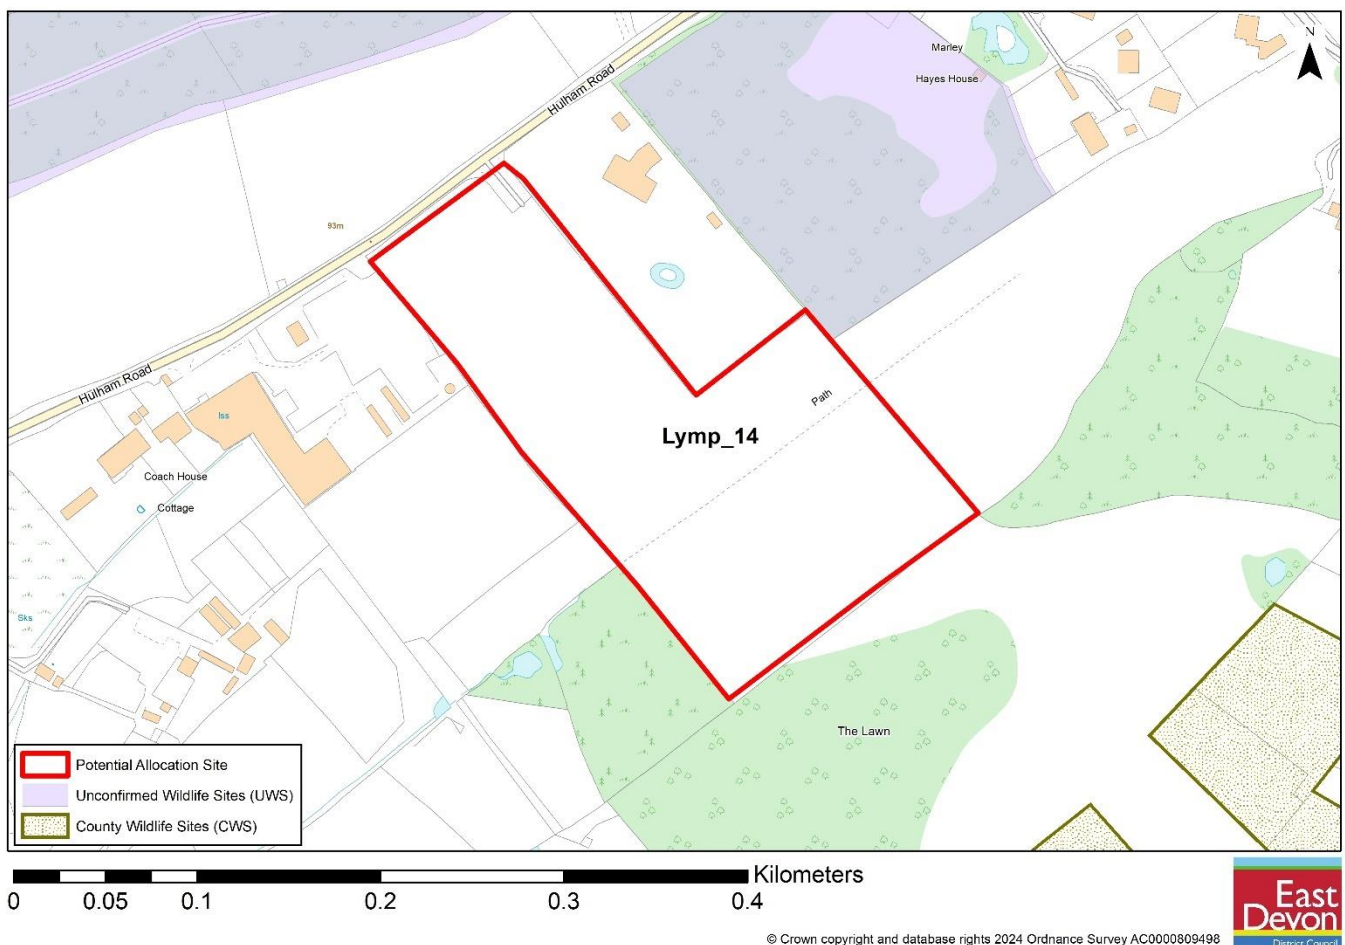 Marley
Hayes House
N
Hulham Road
93m
Hulham Road
Iss
Path
Lymp_14
Coach House
Cottage
Sks
The Lawn
Potential Allocation Site
Unconfirmed Wildlife Sites (UWS)
County Wildlife Sites (CWS)
Kilometers
0 0.05 0.1 0.2 0.3 0.4
East
Devon
District Council
© Crown copyright and database rights 2024 Ordnance Survey AC0000809498